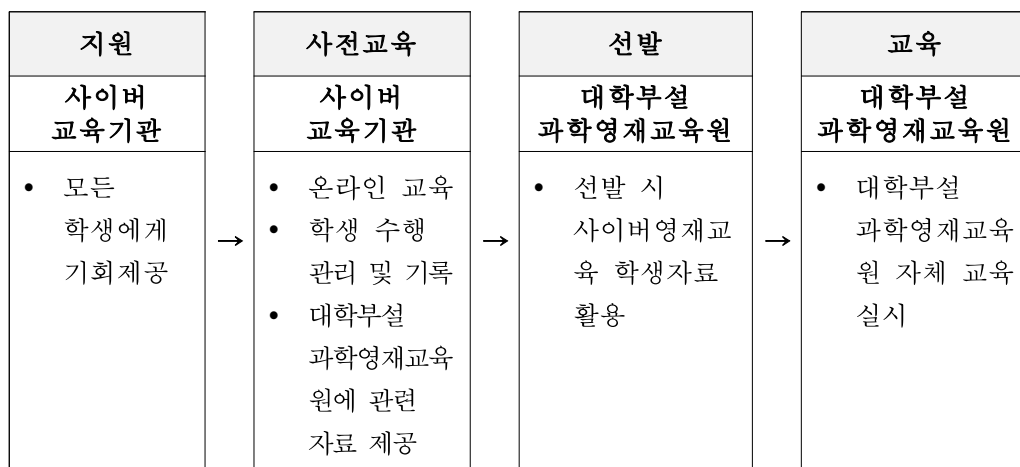 지원
사이버
교육기관
• 모든
학생에게
기회제공
→
사전교육
사이버
교육기관
• 온라인 교육
• 학생 수행
관리 및 기록
• 대학부설
과학영재교육
원에 관련
자료 제공
→
선발
대학부설
과학영재교육원
• 선발 시
사이버영재교
육 학생자료
활용
→
교육
대학부설
과학영재교육원
• 대학부설
과학영재교육
원 자체 교육
실시